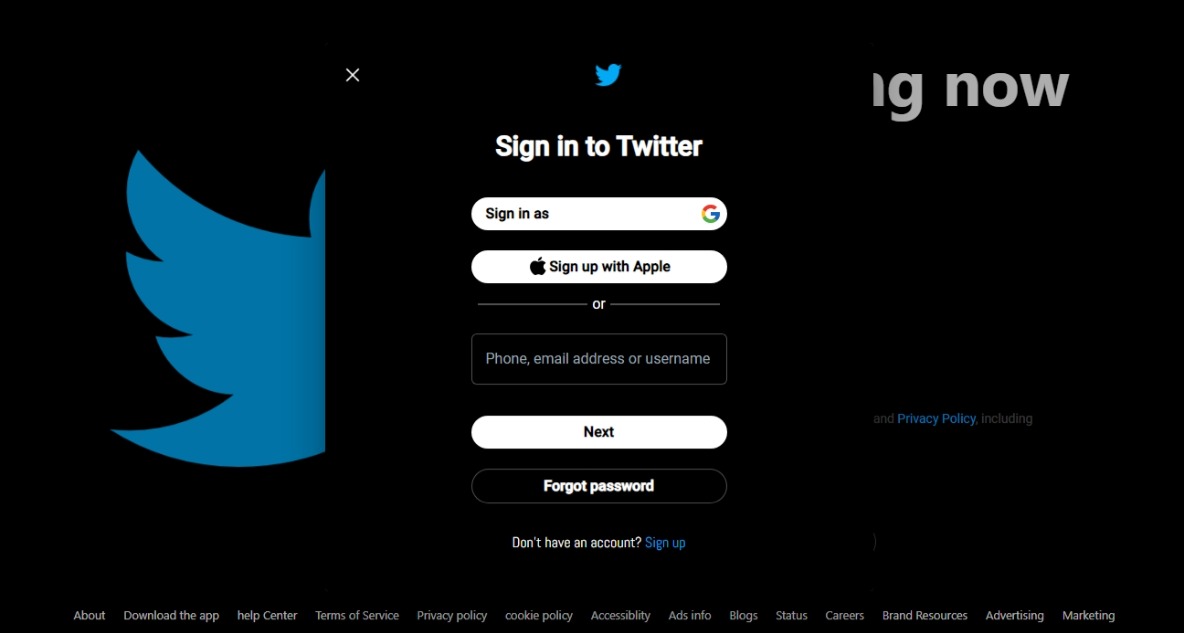 ng now
Sign in to Twitter
Sign in as
Sign up with Apple
or
Phone, email address or username
and Privacy Policy, including
Next
Forgot password
Don't have an account? Sign up
About Download the app help Center Terms of Service Privacy policy cookie policy Accessiblity Ads info Blogs Status Careers Brand Resources Advertising Marketing